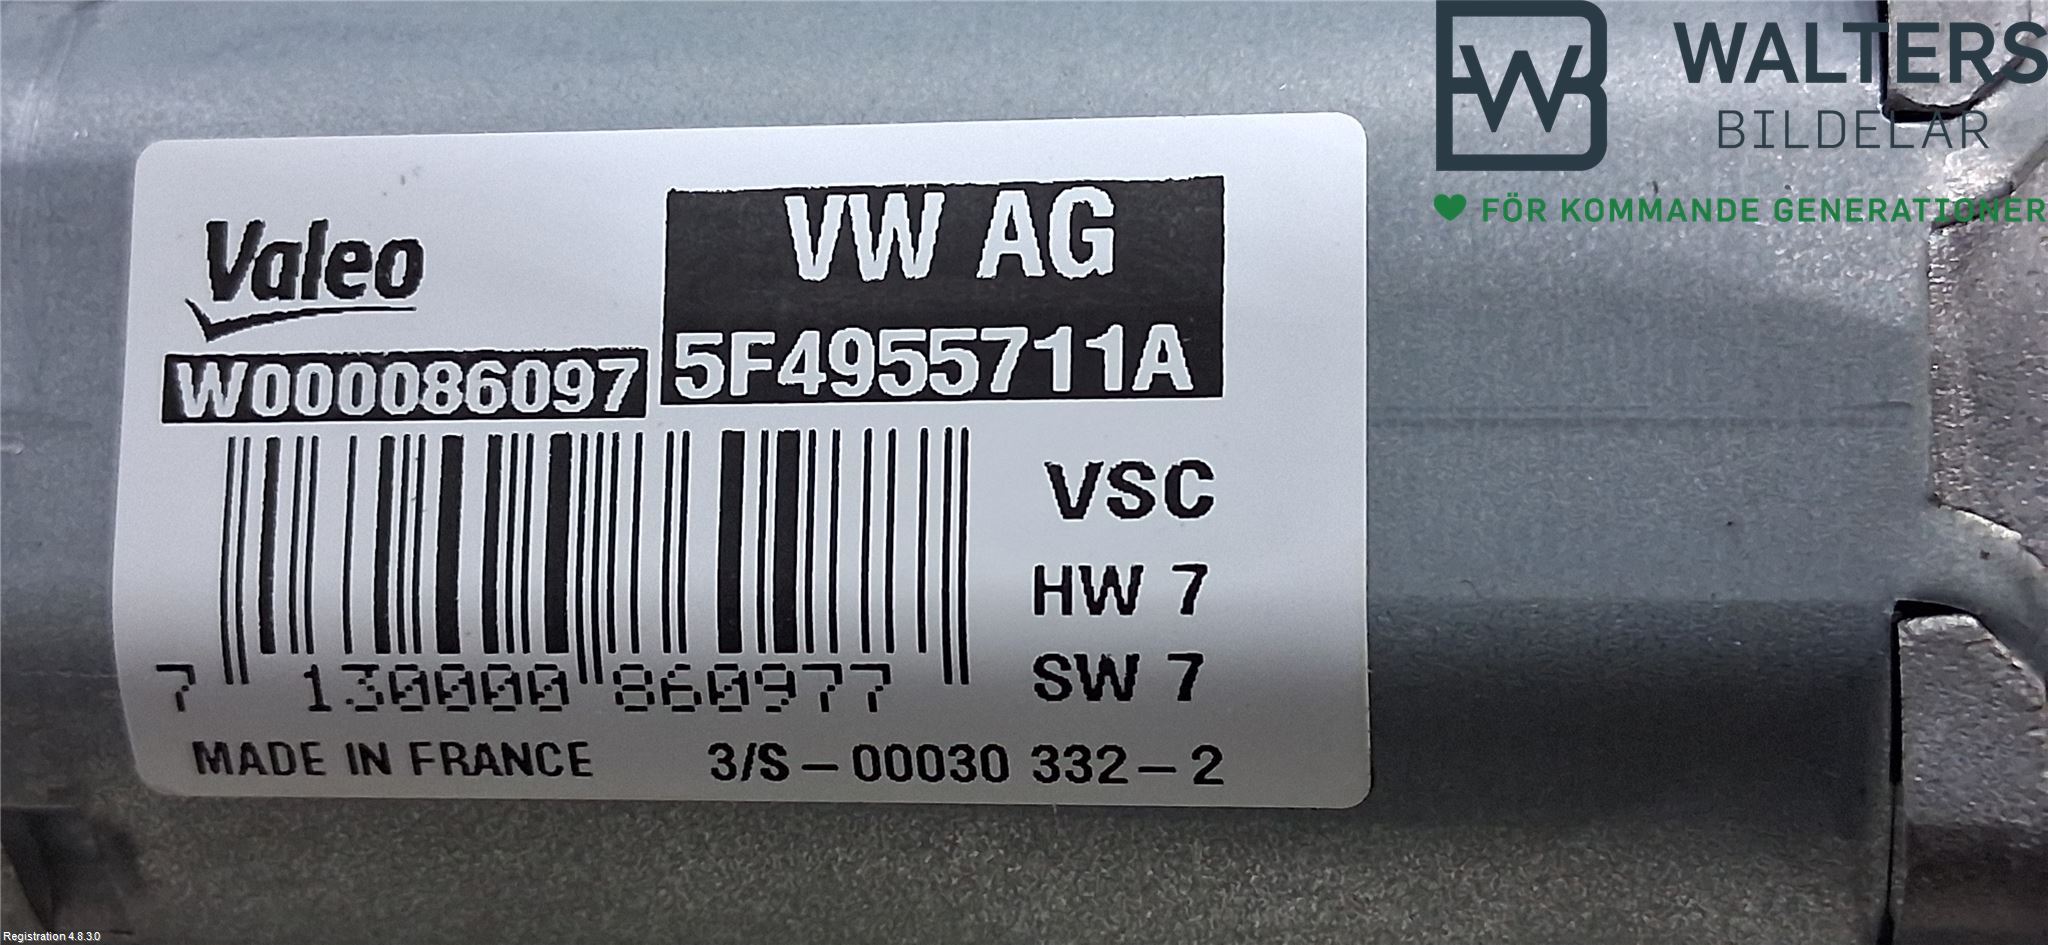 WALTERS
BILDELAR
FÖR KOMMANDE GENERATIONER
Valeo
VW AG
W000086097
5F4955711A
VSC
HW 7
SW 7
7 130000 860977
MADE IN FRANCE
3/S – 00030 332 – 2
Registration 4.8.3.0